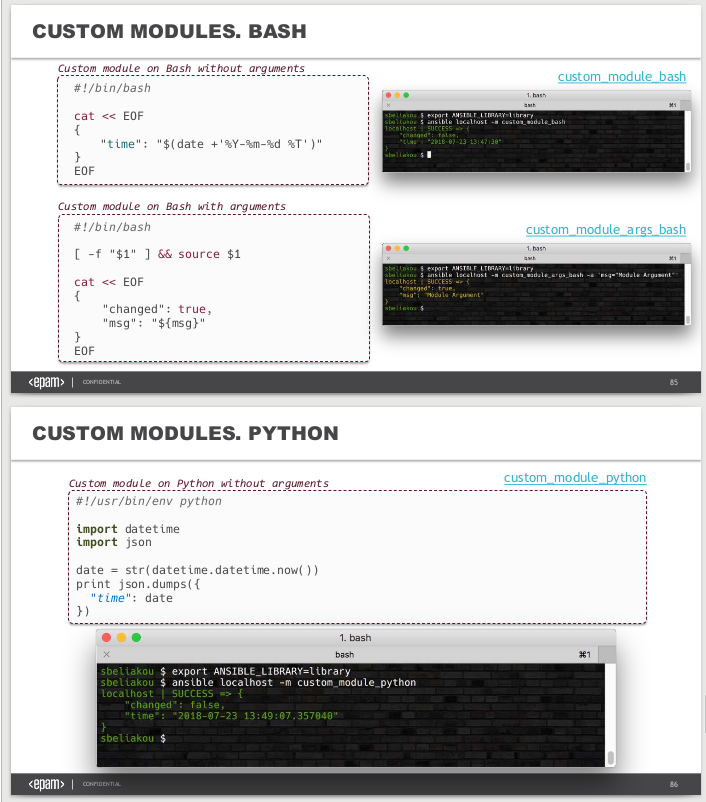 CUSTOM MODULES. BASH
Custom module on Bash without arguments
custom_module_bash
#!/bin/bash
cat << EOF
{
"time": "$(date +'%Y-%m-%d %T')"
}
EOF
1. bash
bash
⌘1
sbeliakou $ export ANSIBLE_LIBRARY=library
sbeliakou $ ansible localhost -m custom_module_bash
localhost | SUCCESS => {
"changed": false,
"time": "2018-07-23 13:47:20"
}
sbeliakou $
Custom module on Bash with arguments
custom_module_args_bash
#!/bin/bash
[ -f "$1" ] && source $1
cat << EOF
{
"changed": true,
"msg": "${msg}"
}
EOF
1. bash
bash
⌘1
sbeliakou $ export ANSIBLE_LIBRARY=library
sbeliakou $ ansible localhost -m custom_module_args_bash -a 'msg="Module Argument"'
localhost | SUCCESS => {
"changed": true,
"msg": "Module Argument"
}
sbeliakou $
<epam> | CONFIDENTIAL
85
CUSTOM MODULES. PYTHON
Custom module on Python without arguments
custom_module_python
#!/usr/bin/env python
import datetime
import json
date = str(datetime.datetime.now())
print json.dumps({
"time": date
})
1. bash
bash
⌘1
sbeliakou $ export ANSIBLE_LIBRARY=library
sbeliakou $ ansible localhost -m custom_module_python
localhost | SUCCESS => {
"changed": false,
"time": "2018-07-23 13:49:07.357040"
}
sbeliakou $
<epam> | CONFIDENTIAL
86